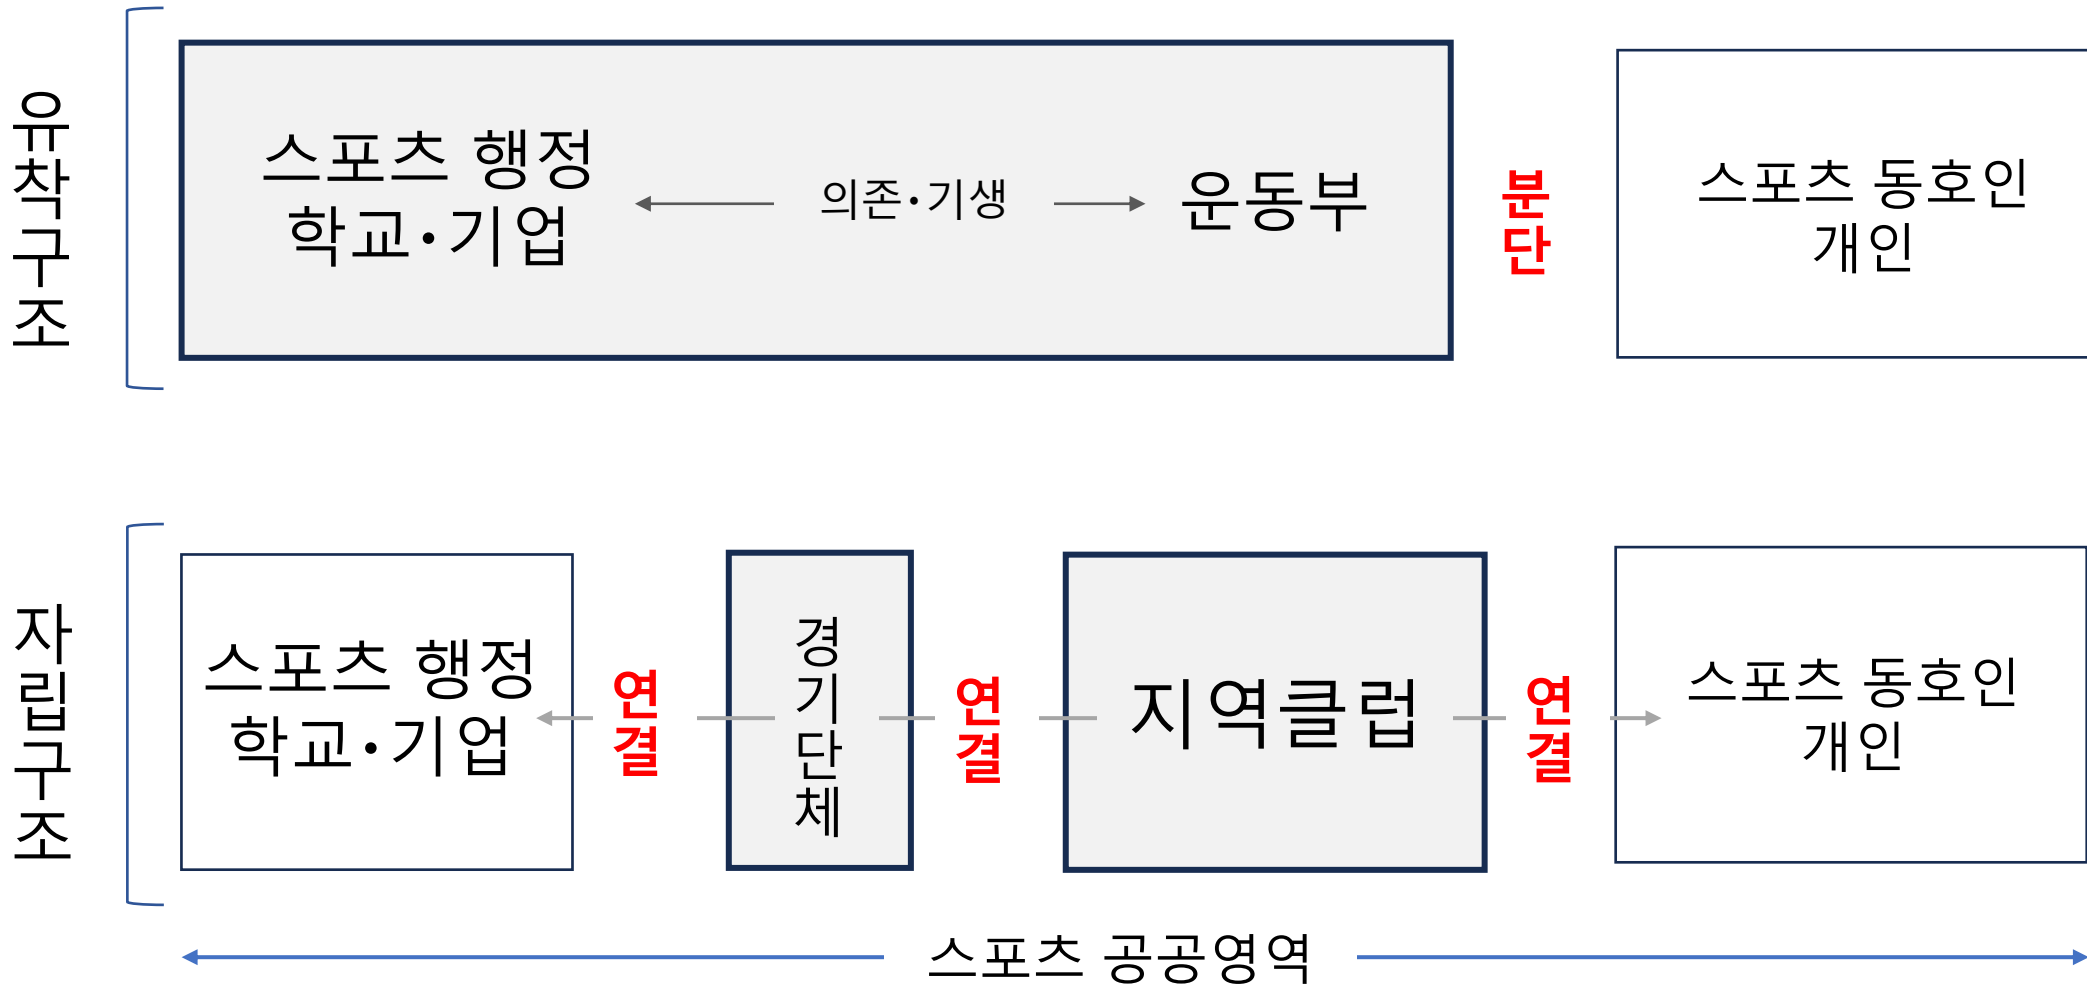 유착구조
스포츠 행정
학교·기업
의존·기생
운동부
분단
스포츠 동호인
개인
자립구조
스포츠 행정
학교·기업
연결
경기단체
연결
지역클럽
연결
스포츠 동호인
개인
스포츠 공공영역